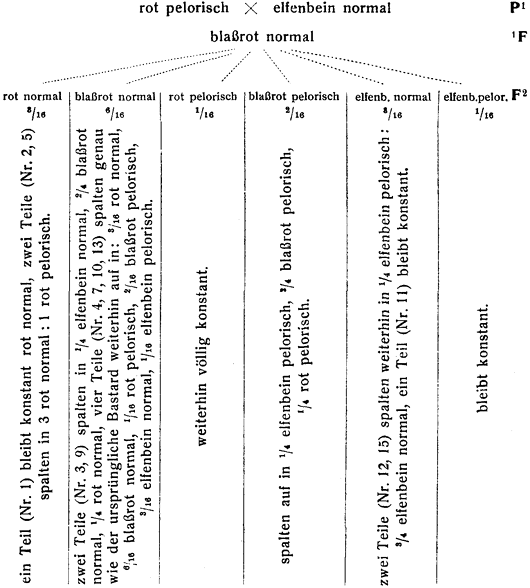 rot pelorisch × elfenbein normal P¹
blaßrot normal ¹F
rot normal blaßrot normal rot pelorisch blaßrot pelorisch elfenb. normal elfenb.pelor. F²
3/16 6/16 1/16 2/16 3/16 1/16
ein Teil (Nr. 1) bleibt konstant rot normal, zwei Teile (Nr. 2, 5)
spalten in 3 rot normal : 1 rot pelorisch.
zwei Teile (Nr. 3, 9) spalten in 1/4 elfenbein normal, 2/4 blaßrot
normal, 1/4 rot normal, vier Teile (Nr. 4, 7, 10, 13) spalten genau
wie der ursprüngliche Bastard weiterhin auf in: 3/16 rot normal,
6/16 blaßrot normal, 1/16 rot pelorisch, 2/16 blaßrot pelorisch,
3/16 elfenbein normal, 1/16 elfenbein pelorisch.
weiterhin völlig konstant.
spalten auf in 1/4 elfenbein pelorisch, 2/4 blaßrot pelorisch,
1/4 rot pelorisch.
zwei Teile (Nr. 12, 15) spalten weiterhin in 1/4 elfenbein pelorisch :
3/4 elfenbein normal, ein Teil (Nr. 11) bleibt konstant.
bleibt konstant.